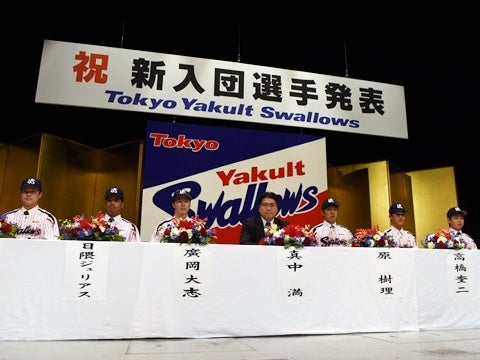 祝 新入団選手発表
Tokyo Yakult Swallows
Tokyo
Yakult
Swallows
日隈ジュリアス
廣岡大志
真中 満
原 樹理
高橋奎二